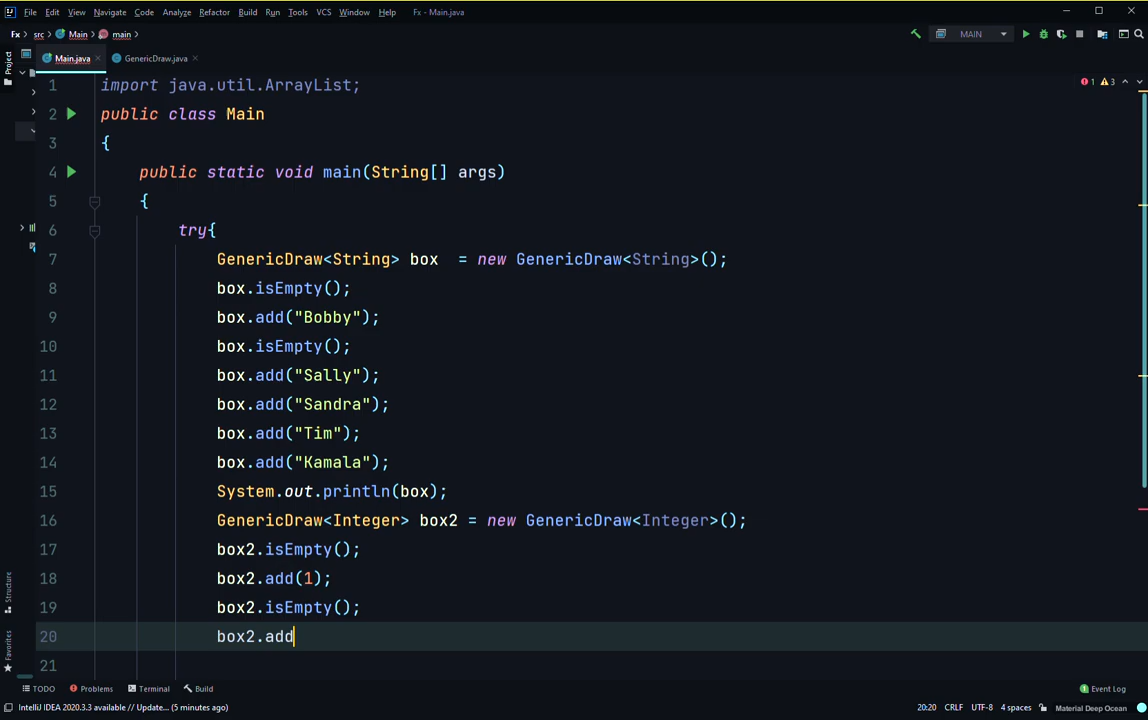 File Edit View Navigate Code Analyze Refactor Build Run Tools VCS Window Help Fx - Main.java
Fx > src > Main > main > MAIN
Main.java GenericDraw.java
Project
1 import java.util.ArrayList;
1 3
2 public class Main
3 {
4 public static void main(String[] args)
5 {
6 try{
7 GenericDraw<String> box = new GenericDraw<String>();
8 box.isEmpty();
9 box.add("Bobby");
10 box.isEmpty();
11 box.add("Sally");
12 box.add("Sandra");
13 box.add("Tim");
14 box.add("Kamala");
15 System.out.println(box);
16 GenericDraw<Integer> box2 = new GenericDraw<Integer>();
17 box2.isEmpty();
18 box2.add(1);
19 box2.isEmpty();
20 box2.add
21
Structure
Favorites
TODO Problems Terminal Build 1 Event Log
IntelliJ IDEA 2020.3.3 available // Update... (5 minutes ago) 20:20 CRLF UTF-8 4 spaces Material Deep Ocean